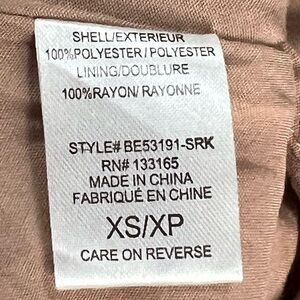 SHELL/EXTERIEUR
100%POLYESTER/POLYESTER
LINING/DOUBLURE
100%RAYON/ RAYONNE
STYLE# BE53191-SRK
RN# 133165
MADE IN CHINA
FABRIQUÉ EN CHINE
XS/XP
CARE ON REVERSE